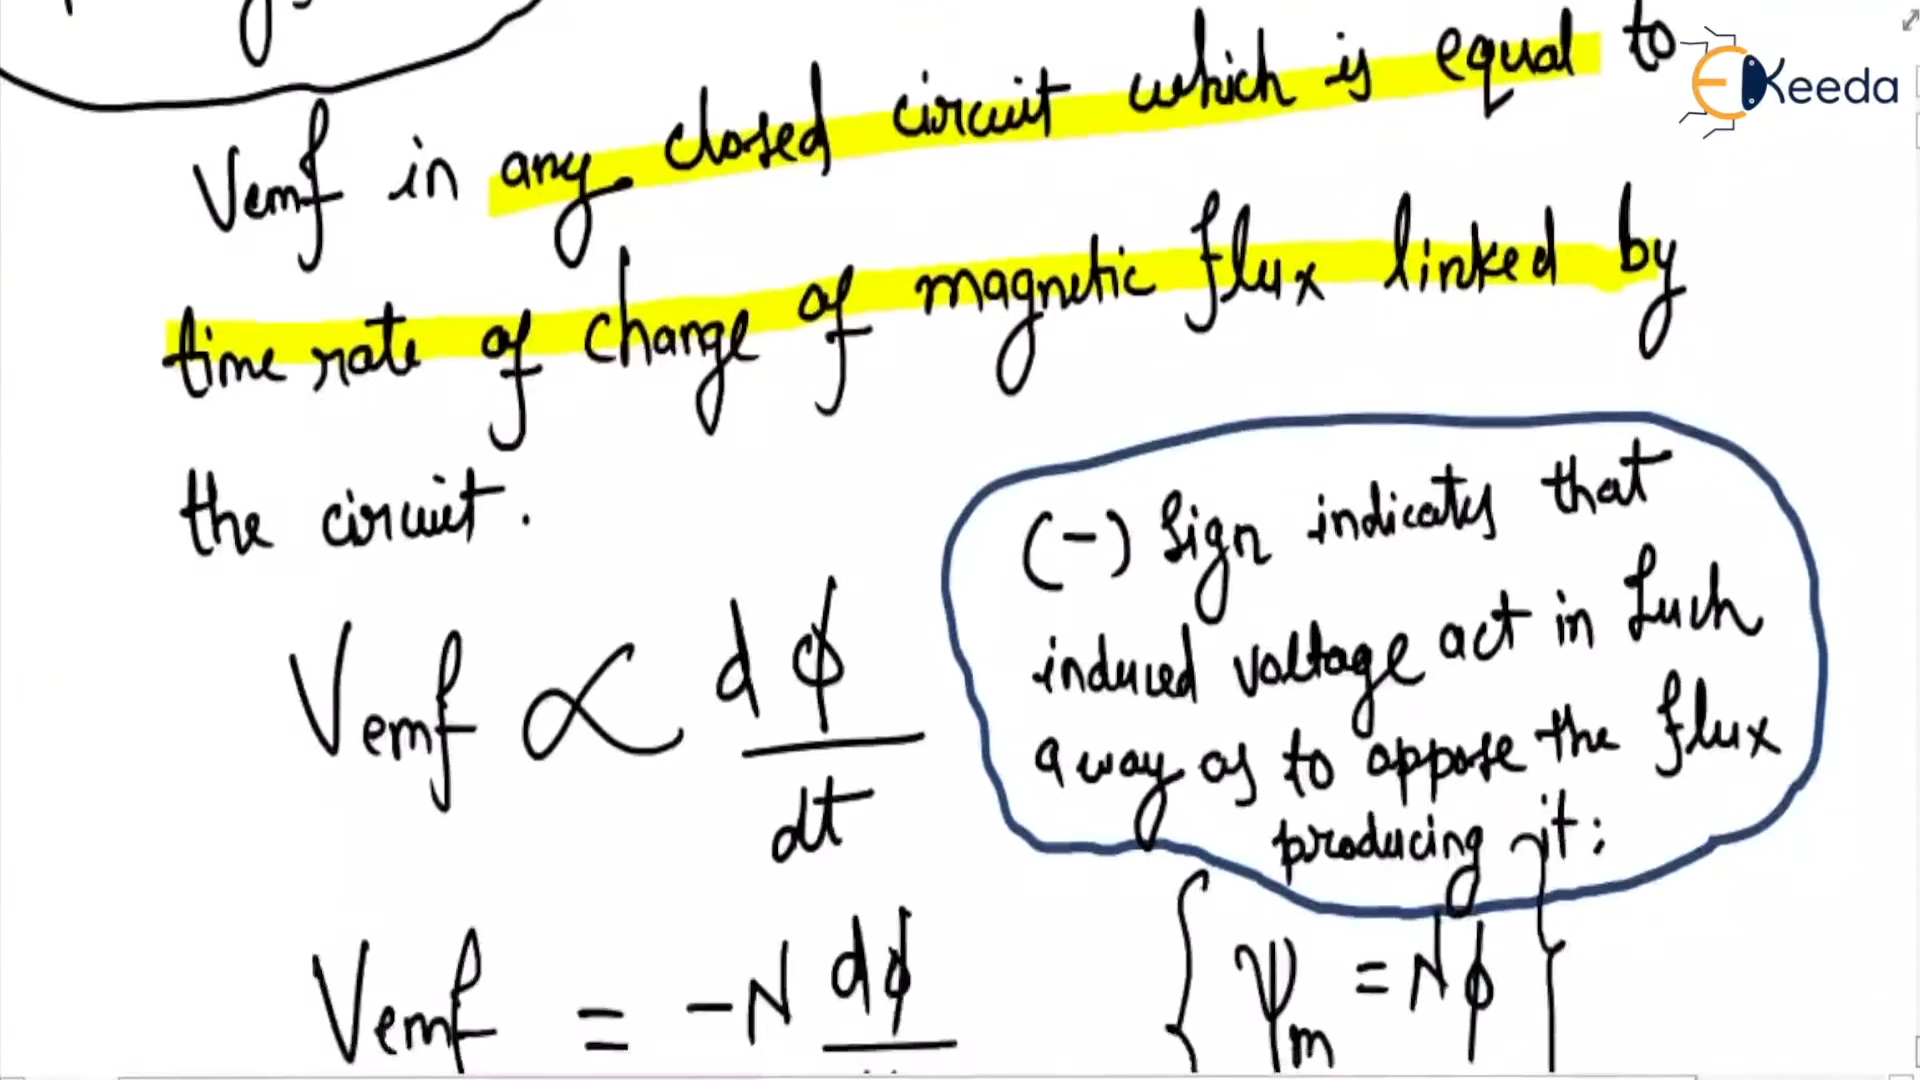 EKeeda
Vemf in any closed circuit which is equal to
time rate of change of magnetic flux linked by
the circuit.
(-) Sign indicates that
induced voltage act in Such
a way as to oppose the flux
producing it;
Vemf ∝ dϕ
dt
Vemf = -N dϕ
{ ψm = Nϕ }